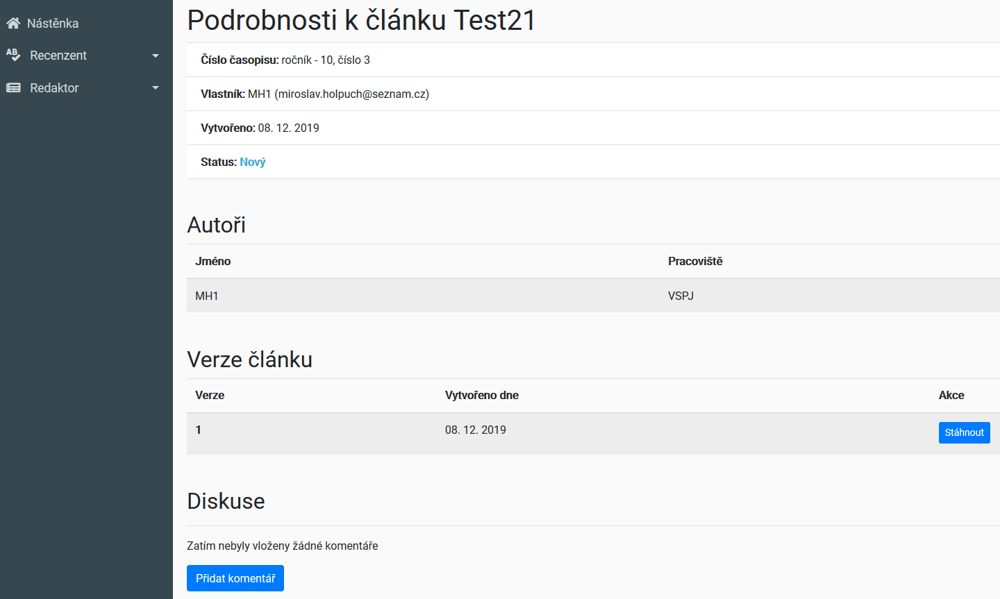 Nástěnka
Recenzent
Redaktor
Podrobnosti k článku Test21
Číslo časopisu: ročník - 10, číslo 3
Vlastník: MH1 (miroslav.holpuch@seznam.cz)
Vytvořeno: 08. 12. 2019
Status: Nový
Autoři
Jméno Pracoviště
MH1 VSPJ
Verze článku
Verze Vytvořeno dne Akce
1 08. 12. 2019 Stáhnout
Diskuse
Zatím nebyly vloženy žádné komentáře
Přidat komentář